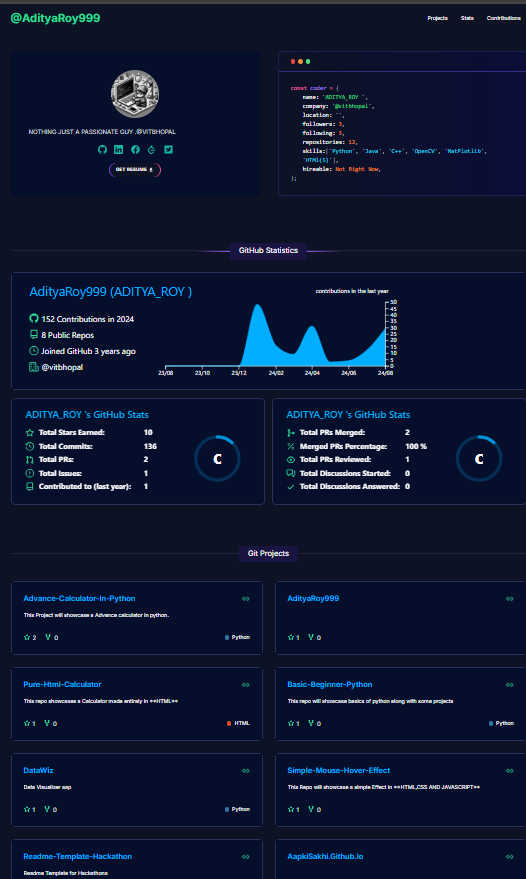 @AdityaRoy999
Projects Stats Contributions
NOTHING JUST A PASSIONATE GUY .@VITBHOPAL
GET RESUME
const coder = {
name: 'ADITYA_ROY ',
company: '@vitbhopal',
location: '',
followers: 3,
following: 5,
repositories: 12,
skills:['Python', 'Java', 'C++', 'OpenCV', 'MatPlotlib',
'HTMl(5)'],
hireable: Not Right Now,
};
GitHub Statistics
AdityaRoy999 (ADITYA_ROY )
152 Contributions in 2024
8 Public Repos
Joined GitHub 3 years ago
@vitbhopal
contributions in the last year
50
45
40
35
30
25
20
15
10
5
0
23/08 23/10 23/12 24/02 24/04 24/06 24/08
ADITYA_ROY 's GitHub Stats
Total Stars Earned: 10
Total Commits: 136
Total PRs: 2
Total Issues: 1
Contributed to (last year): 1
C
ADITYA_ROY 's GitHub Stats
Total PRs Merged: 2
Merged PRs Percentage: 100 %
Total PRs Reviewed: 1
Total Discussions Started: 0
Total Discussions Answered: 0
C
Git Projects
Advance-Calculator-In-Python
This Project will showcase a Advance calculator in python.
2 0 Python
AdityaRoy999
1 0
Pure-Html-Calculator
This repo showcases a Calculator made entirely in **HTML**
1 0 HTML
Basic-Beginner-Python
This repo will showcase basics of python along with some projects
1 0 Python
DataWiz
Data Visualizer aap
1 0 Python
Simple-Mouse-Hover-Effect
This Repo will showcase a simple Effect in **HTML,CSS AND JAVASCRIPT**
1 0
Readme-Template-Hackathon
Readme Template for Hackathons
AapkiSakhi.Github.Io